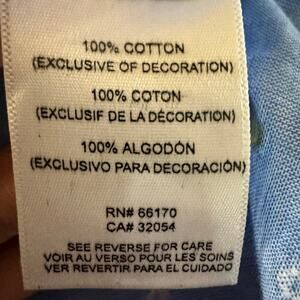 100% COTTON
(EXCLUSIVE OF DECORATION)
100% COTON
(EXCLUSIF DE LA DÉCORATION)
100% ALGODÓN
(EXCLUSIVO PARA DECORACIÓN)
RN# 66170
CA# 32054
SEE REVERSE FOR CARE
VOIR AU VERSO POUR LES SOINS
VER REVERTIR PARA EL CUIDADO